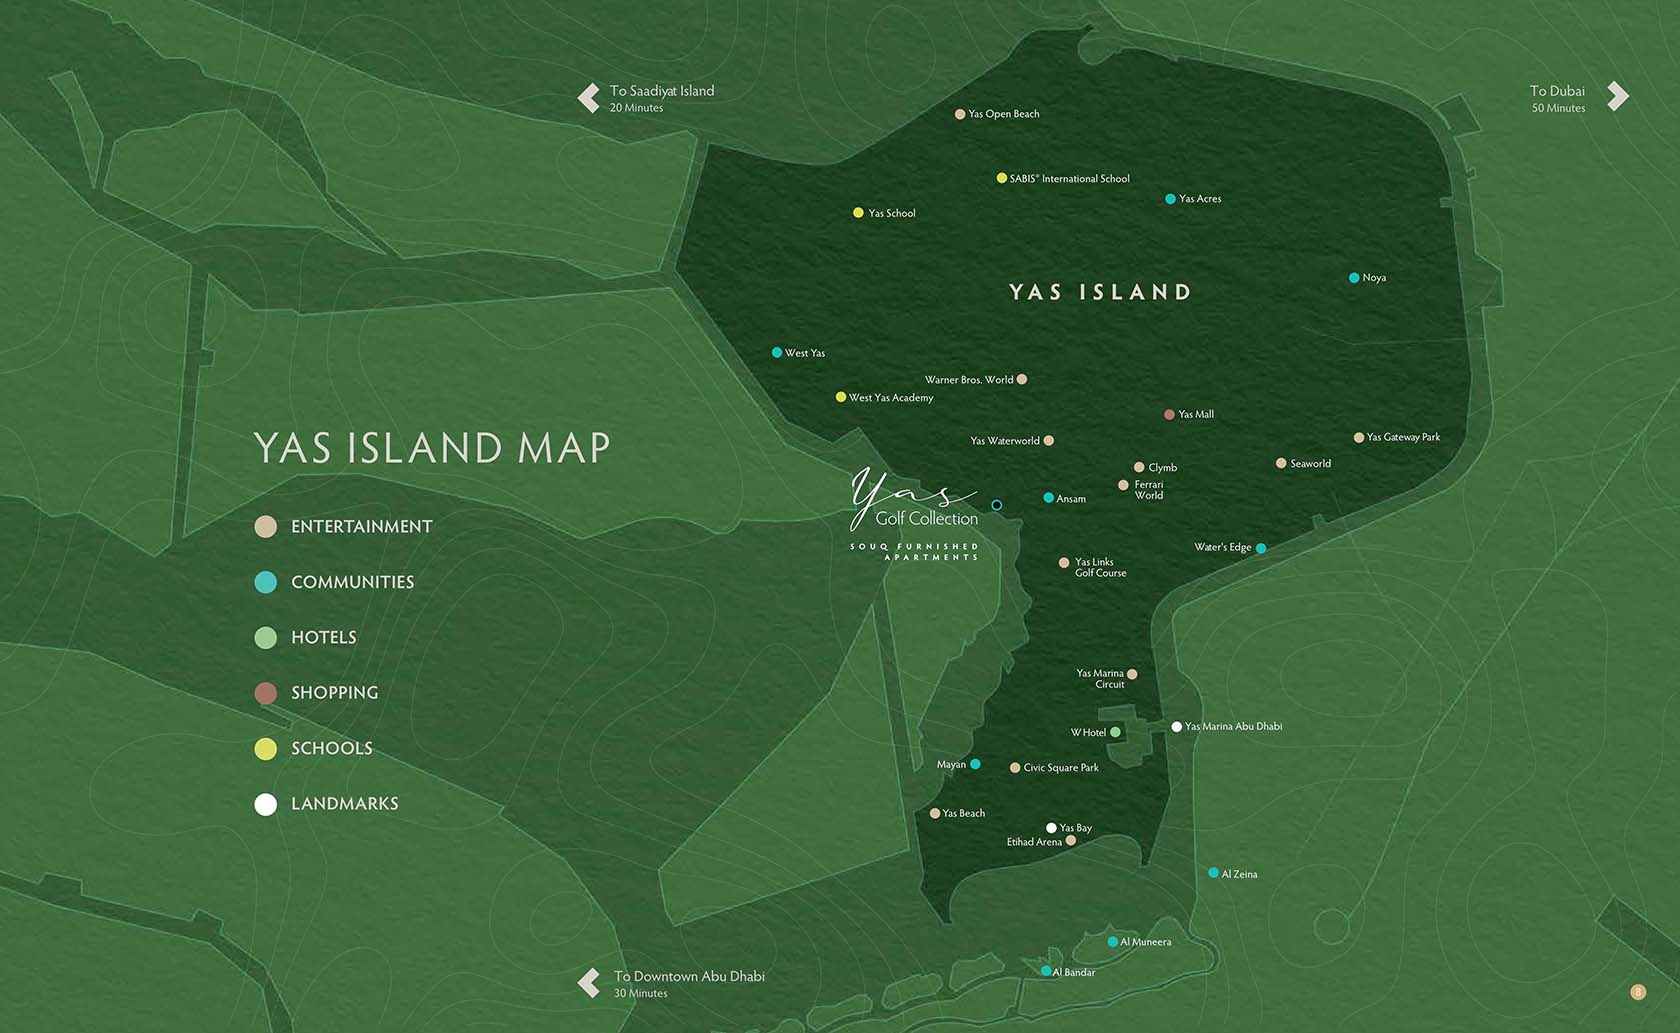 To Saadiyat Island
20 Minutes
To Dubai
50 Minutes
Yas Open Beach
SABIS® International School
Yas Acres
Yas School
Noya
YAS ISLAND
West Yas
Warner Bros. World
West Yas Academy
Yas Mall
Yas Waterworld
Yas Gateway Park
Clymb
Seaworld
Ferrari
World
Ansam
YAS ISLAND MAP
ENTERTAINMENT
COMMUNITIES
HOTELS
SHOPPING
SCHOOLS
LANDMARKS
Yas
Golf Collection
SOUQ FURNISHED
APARTMENTS
Water's Edge
Yas Links
Golf Course
Yas Marina
Circuit
Yas Marina Abu Dhabi
W Hotel
Mayan
Civic Square Park
Yas Beach
Yas Bay
Etihad Arena
Al Zeina
Al Muneera
Al Bandar
To Downtown Abu Dhabi
30 Minutes
8